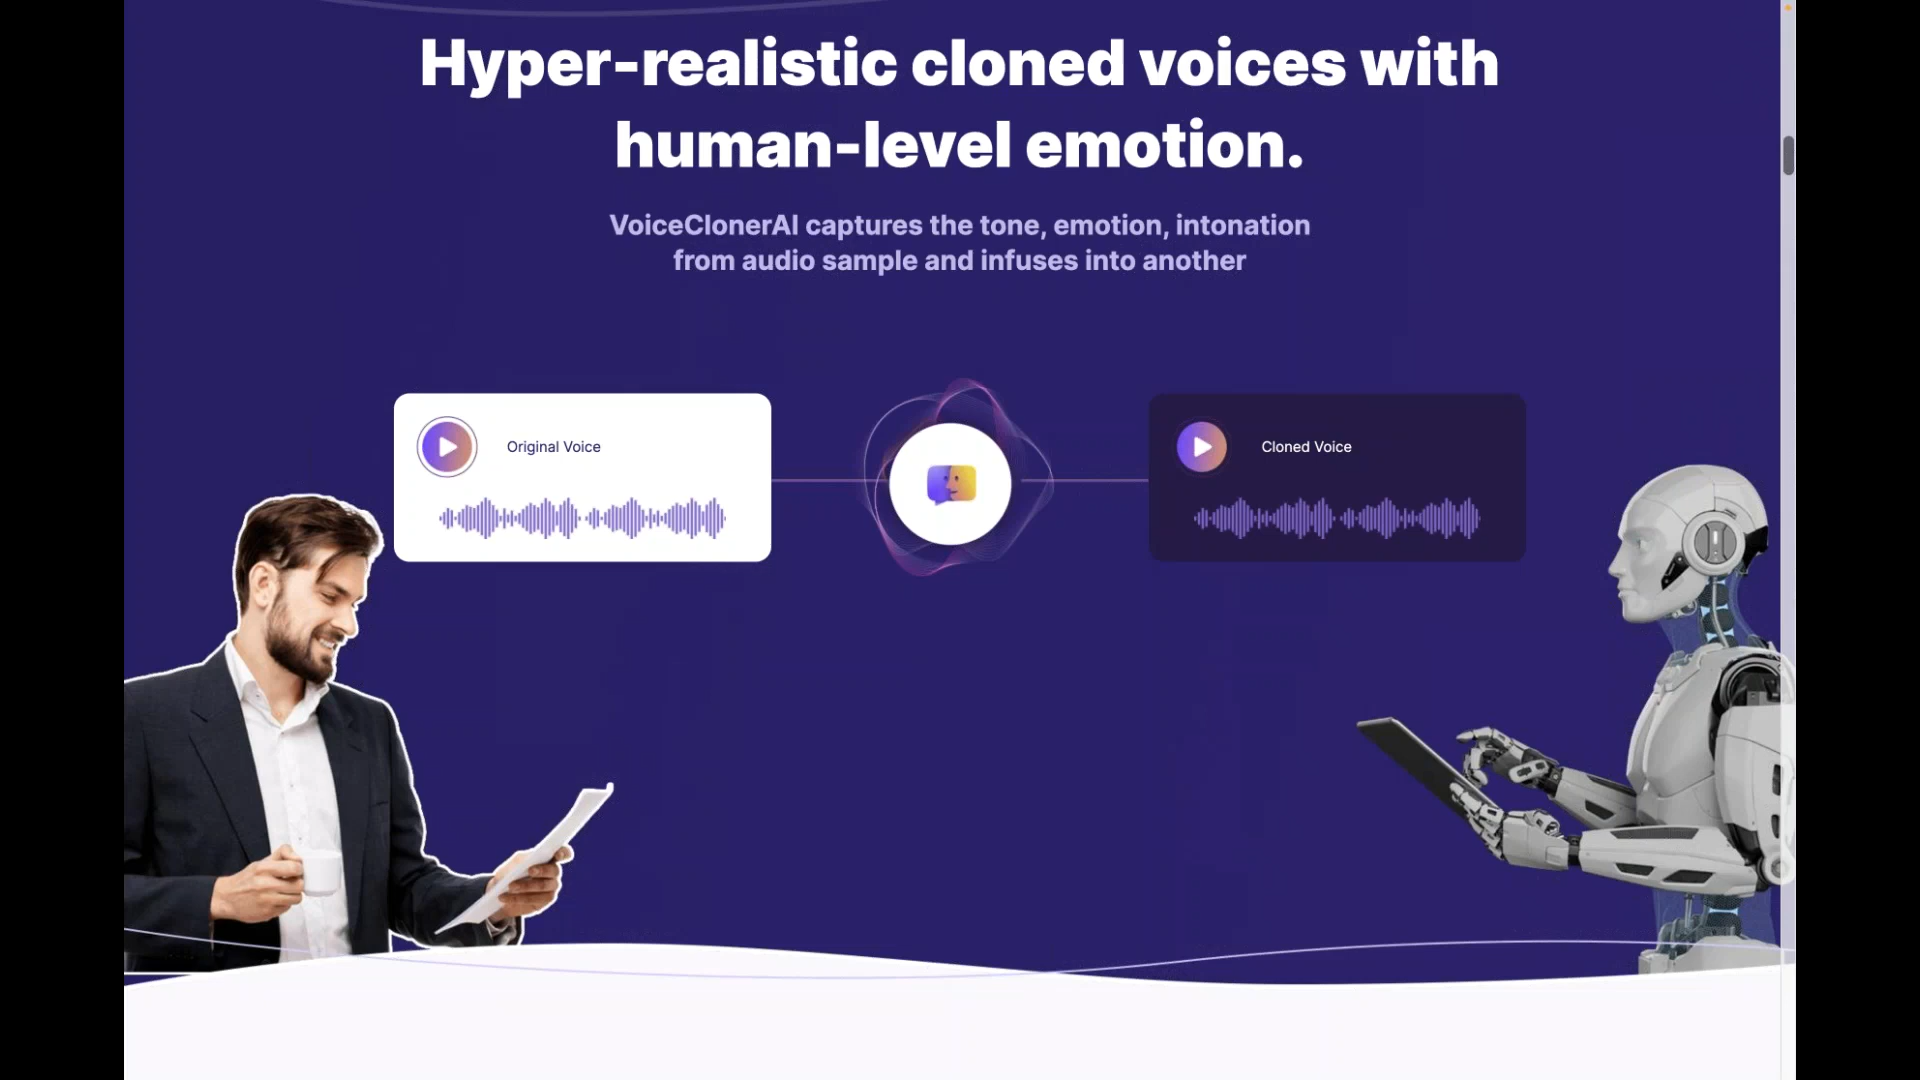 Hyper-realistic cloned voices with
human-level emotion.
VoiceClonerAI captures the tone, emotion, intonation
from audio sample and infuses into another
Original Voice
Cloned Voice